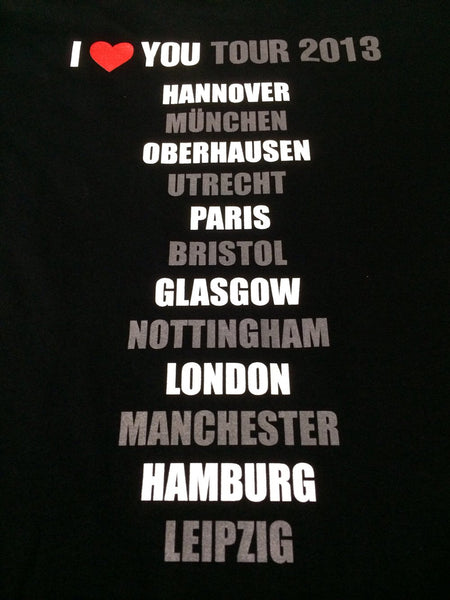 I ❤ YOU TOUR 2013
HANNOVER
MÜNCHEN
OBERHAUSEN
UTRECHT
PARIS
BRISTOL
GLASGOW
NOTTINGHAM
LONDON
MANCHESTER
HAMBURG
LEIPZIG